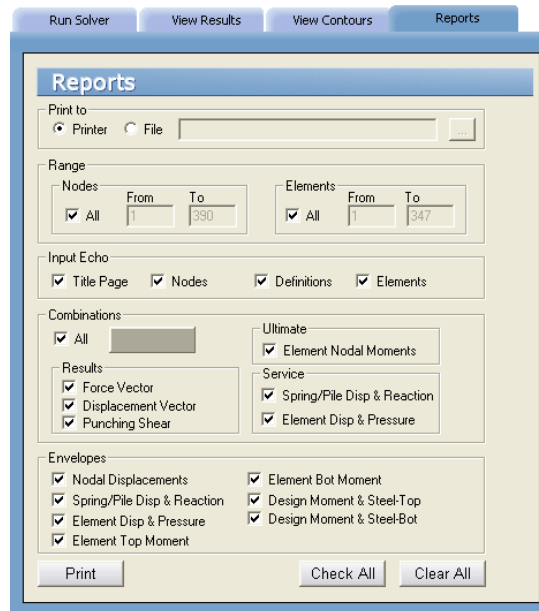 Run Solver View Results View Contours Reports
Reports
Print to
Printer File ...
Range
Nodes Elements
From To From To
All 1 390 All 1 347
Input Echo
Title Page Nodes Definitions Elements
Combinations
All
Ultimate
Element Nodal Moments
Results
Force Vector
Displacement Vector
Punching Shear
Service
Spring/Pile Disp & Reaction
Element Disp & Pressure
Envelopes
Nodal Displacements
Spring/Pile Disp & Reaction
Element Disp & Pressure
Element Top Moment
Element Bot Moment
Design Moment & Steel-Top
Design Moment & Steel-Bot
Print Check All Clear All